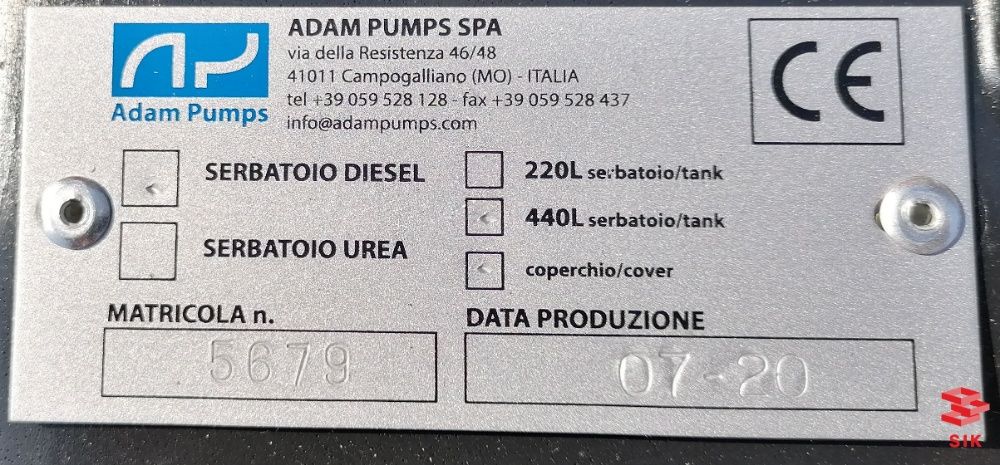 ADAM PUMPS SPA
via della Resistenza 46/48
41011 Campogalliano (MO) - ITALIA
tel +39 059 528 128 - fax +39 059 528 437
info@adampumps.com
AP
Adam Pumps
CE
SERBATOIO DIESEL
SERBATOIO UREA
220L serbatoio/tank
440L serbatoio/tank
coperchio/cover
MATRICOLA n.
5679
DATA PRODUZIONE
07-20
SIK